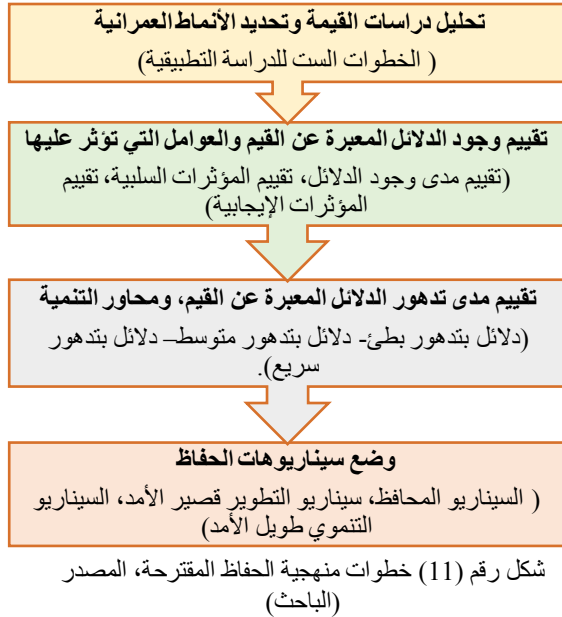 تحليل دراسات القيمة وتحديد الأنماط العمرانية
( الخطوات الست للدراسة التطبيقية)
تقييم وجود الدلائل المعبرة عن القيم والعوامل التي تؤثر عليها
(تقييم مدى وجود الدلائل، تقييم المؤثرات السلبية، تقييم
المؤثرات الإيجابية)
تقييم مدى تدهور الدلائل المعبرة عن القيم، ومحاور التنمية
(دلائل بتدهور بطئ- دلائل بتدهور متوسط– دلائل بتدهور
سريع).
وضع سيناريوهات الحفاظ
( السيناريو المحافظ، سيناريو التطوير قصير الأمد، السيناريو
التنموي طويل الأمد)
شكل رقم (11) خطوات منهجية الحفاظ المقترحة، المصدر
(الباحث)